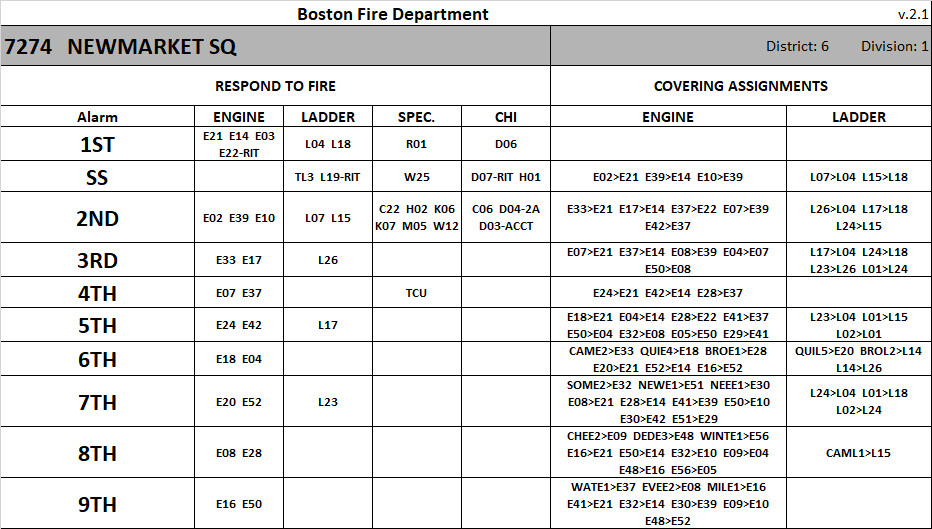 Boston Fire Department v.2.1
7274 NEWMARKET SQ District: 6 Division: 1
RESPOND TO FIRE COVERING ASSIGNMENTS
Alarm ENGINE LADDER SPEC. CHI ENGINE LADDER
1ST E21 E14 E03 L04 L18 R01 D06
E22-RIT
SS TL3 L19-RIT W25 D07-RIT H01 E02>E21 E39>E14 E10>E39 L07>L04 L15>L18
2ND E02 E39 E10 L07 L15 C22 H02 K06 C06 D04-2A E33>E21 E17>E14 E37>E22 E07>E39 L26>L04 L17>L18
K07 M05 W12 D03-ACCT E42>E37 L24>L15
3RD E33 E17 L26 E07>E21 E37>E14 E08>E39 E04>E07 L17>L04 L24>L18
E50>E08 L23>L26 L01>L24
4TH E07 E37 TCU E24>E21 E42>E14 E28>E37
5TH E24 E42 L17 E18>E21 E04>E14 E28>E22 E41>E37 L23>L04 L01>L15
E50>E04 E32>E08 E05>E50 E29>E41 L02>L01
6TH E18 E04 CAME2>E33 QUIE4>E18 BROE1>E28 QUIL5>E20 BROL2>L14
E20>E21 E52>E14 E16>E52 L14>L26
7TH E20 E52 L23 SOME2>E32 NEWE1>E51 NEEE1>E30
E08>E21 E28>E14 E41>E39 E50>E10 L24>L04 L01>L18
E30>E42 E51>E29 L02>L24
8TH E08 E28 CHEE2>E09 DEDE3>E48 WINTE1>E56
E16>E21 E50>E14 E32>E10 E09>E04 CAML1>L15
E48>E16 E56>E05
9TH E16 E50 WATE1>E37 EVEE2>E08 MILE1>E16
E41>E21 E32>E14 E30>E39 E09>E10
E48>E52